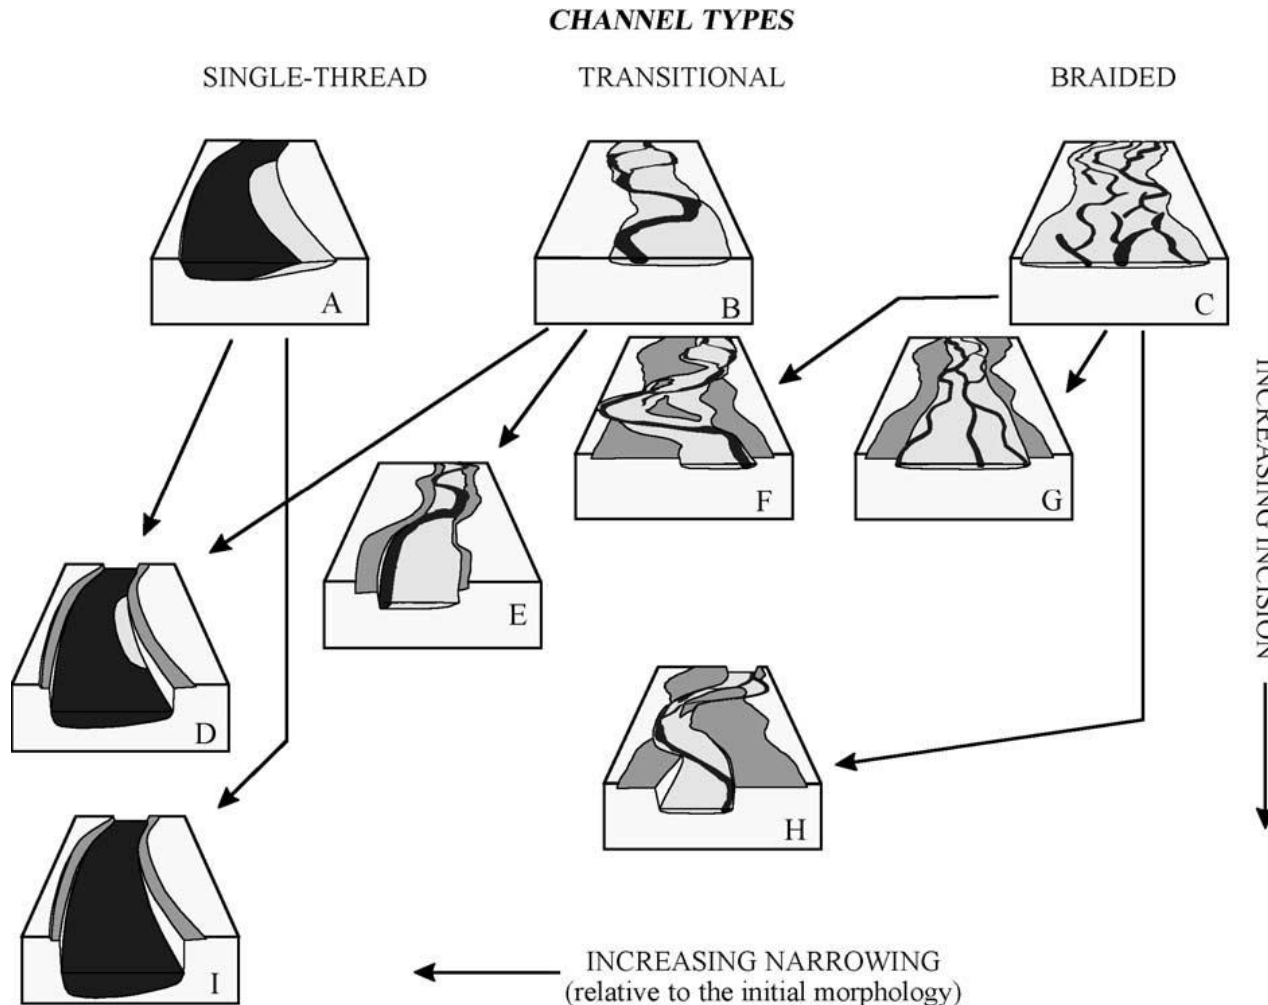 CHANNEL TYPES
SINGLE-THREAD
TRANSITIONAL
BRAIDED
A
B
C
F
G
E
D
H
I
INCREASING INCISION
INCREASING NARROWING
(relative to the initial morphology)